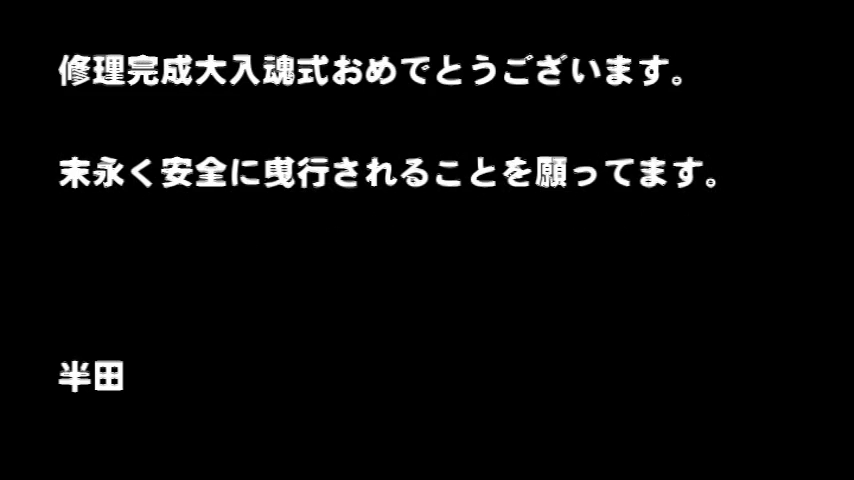 修理完成大入魂式おめでとうございます。
末永く安全に曳行されることを願ってます。
半田